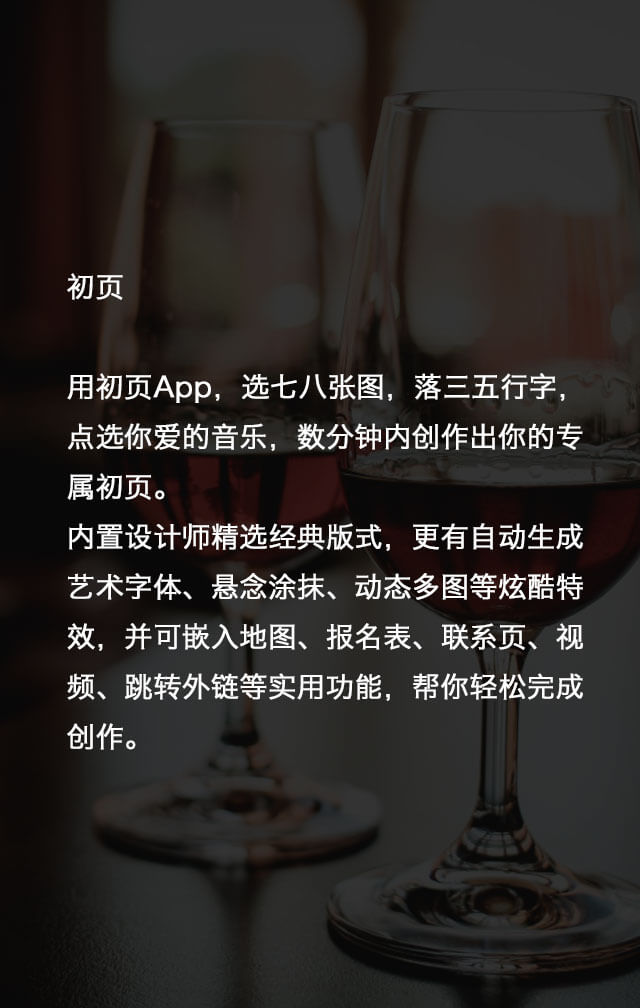 初页
用初页App，选七八张图，落三五行字，
点选你爱的音乐，数分钟内创作出你的专
属初页。
内置设计师精选经典版式，更有自动生成
艺术字体、悬念涂抹、动态多图等炫酷特
效，并可嵌入地图、报名表、联系页、视
频、跳转外链等实用功能，帮你轻松完成
创作。